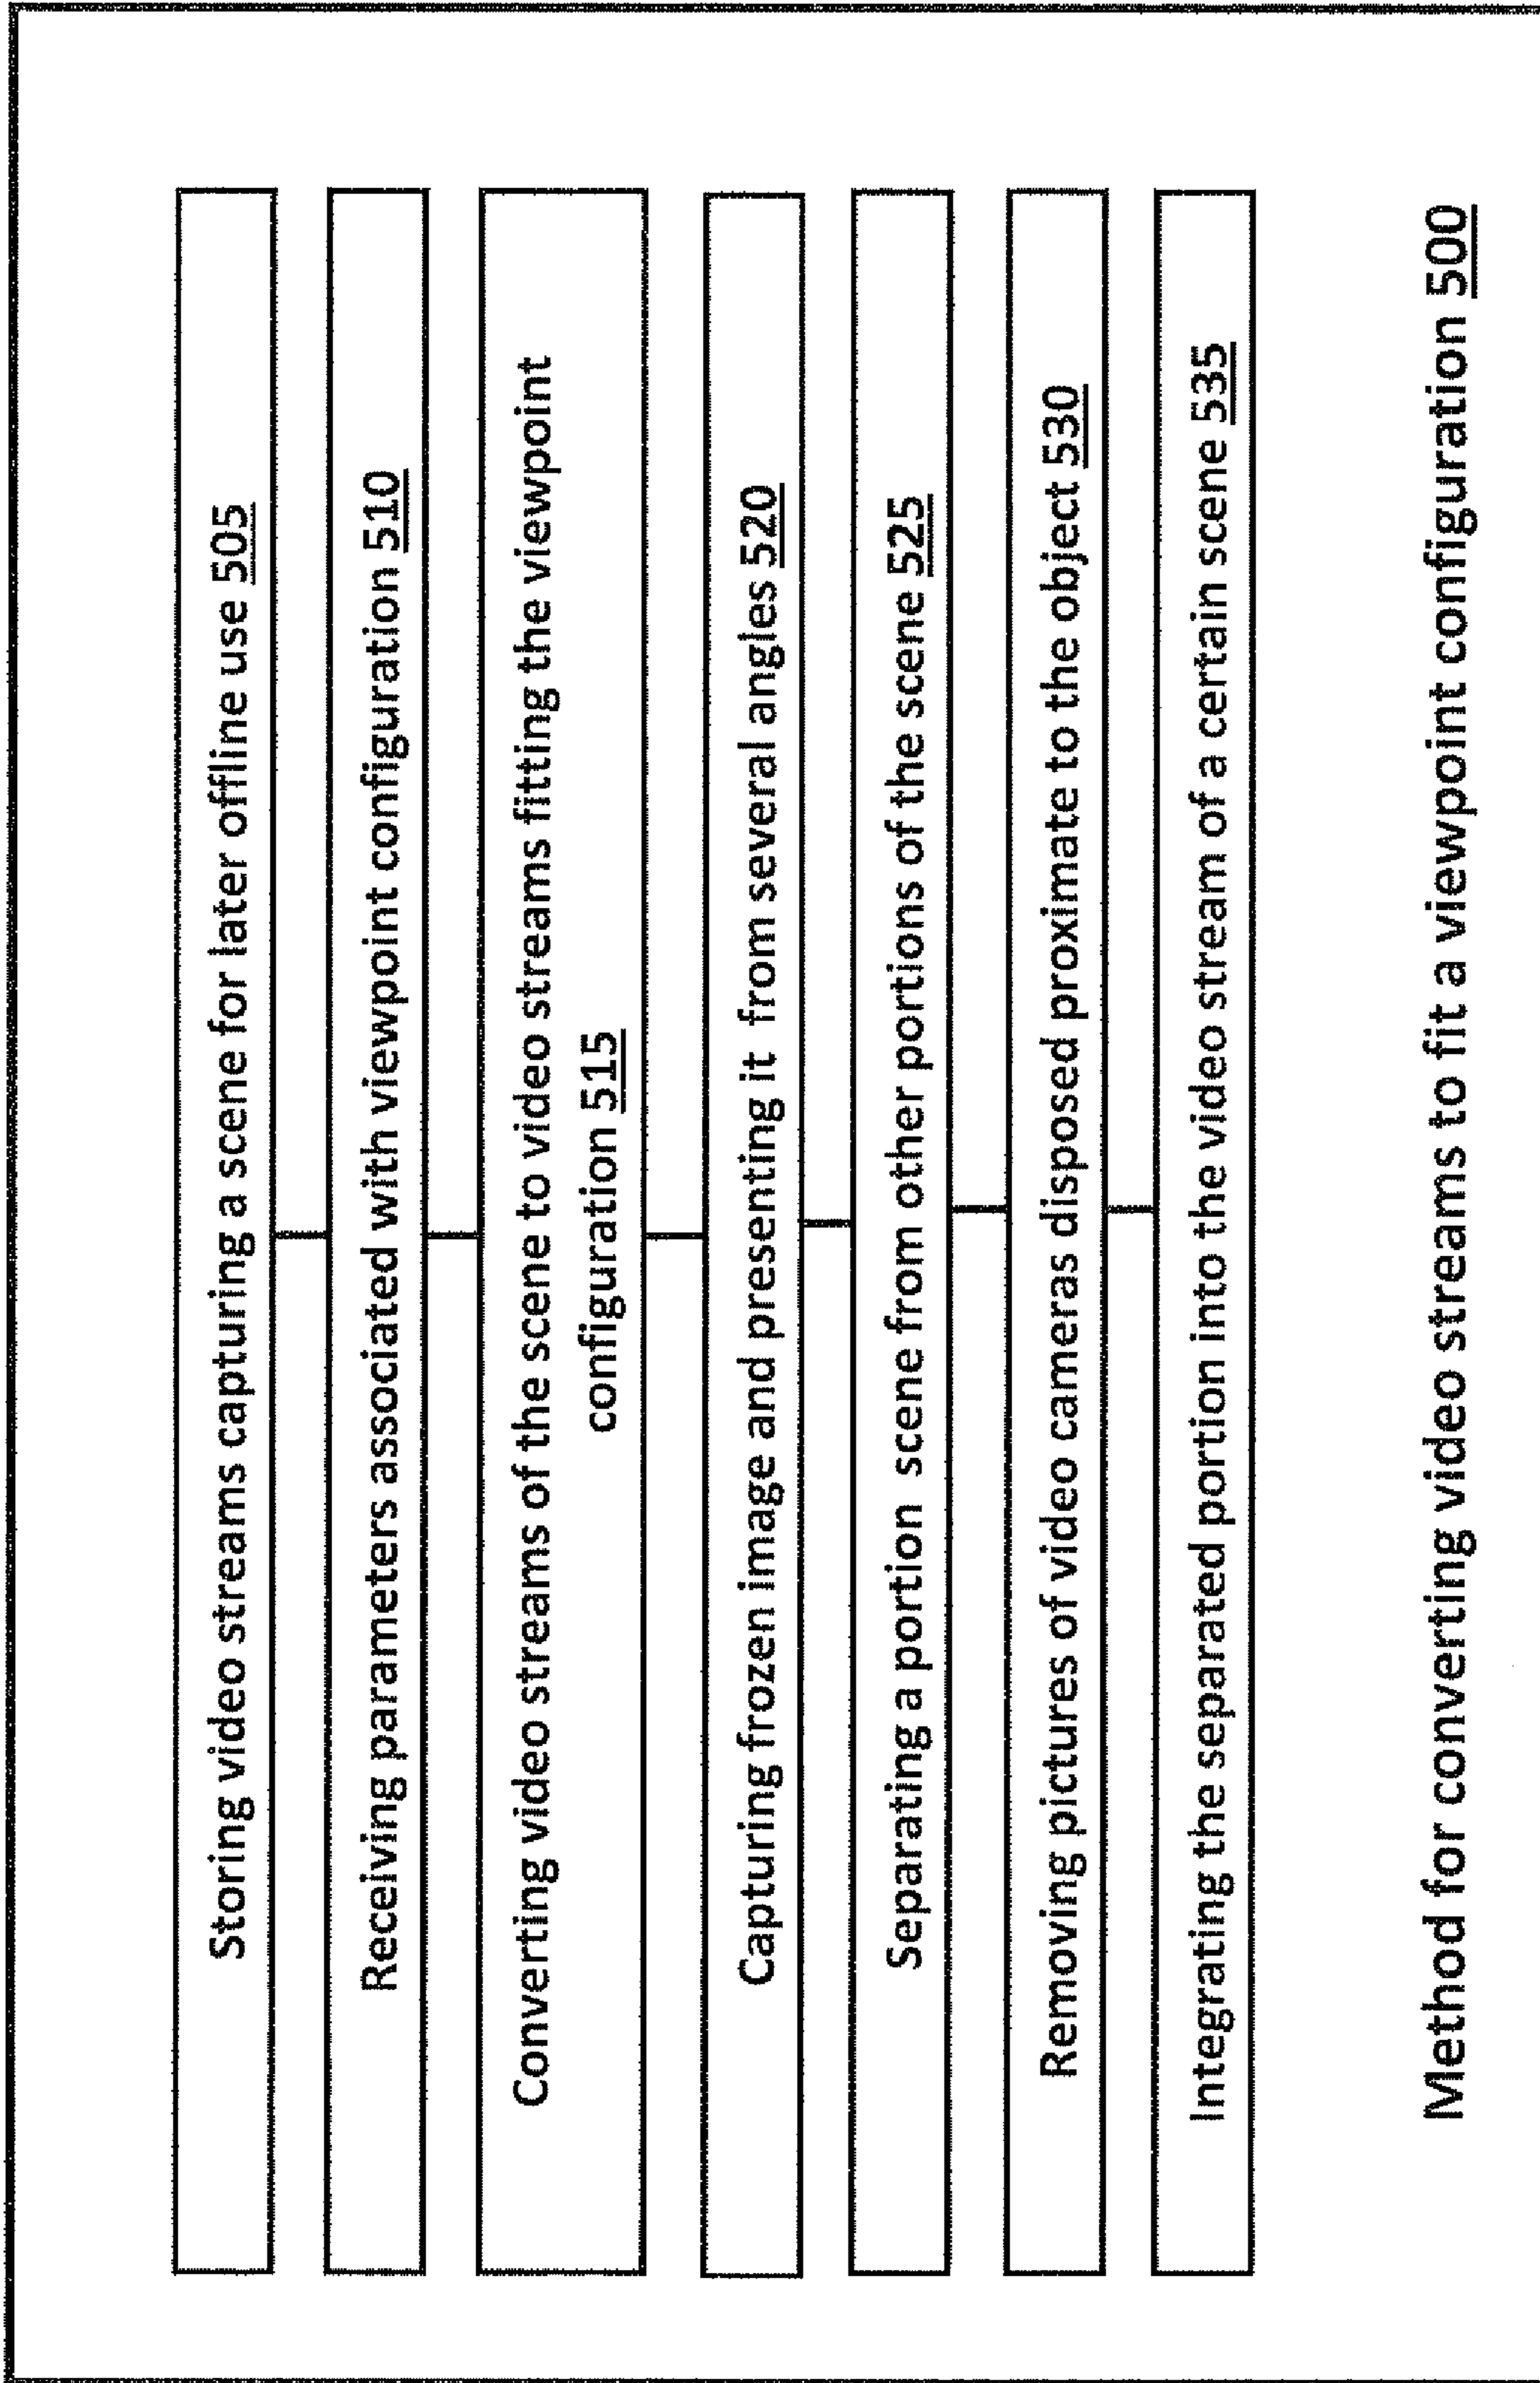 Storing video streams capturing a scene for later offline use 505
Receiving parameters associated with viewpoint configuration 510
Converting video streams of the scene to video streams fitting the viewpoint
configuration 515
Capturing frozen image and presenting it from several angles 520
Separating a portion scene from other portions of the scene 525
Removing pictures of video cameras disposed proximate to the object 530
Integrating the separated portion into the video stream of a certain scene 535
Method for converting video streams to fit a viewpoint configuration 500